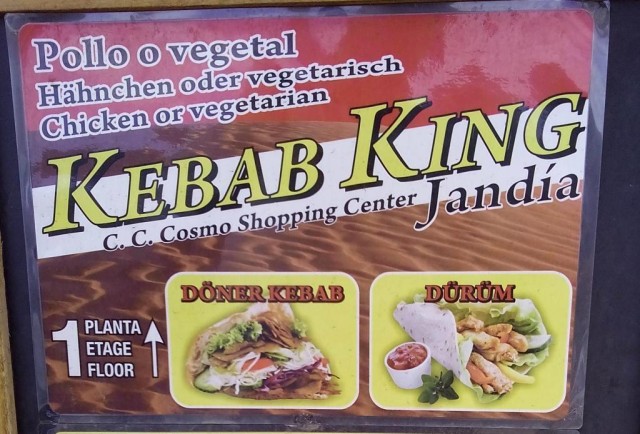 Pollo o vegetal
Hähnchen oder vegetarisch
Chicken or vegetarian
KEBAB KING
C. C. Cosmo Shopping Center Jandía
DÖNER KEBAB
DÜRÜM
1 PLANTA
ETAGE
FLOOR